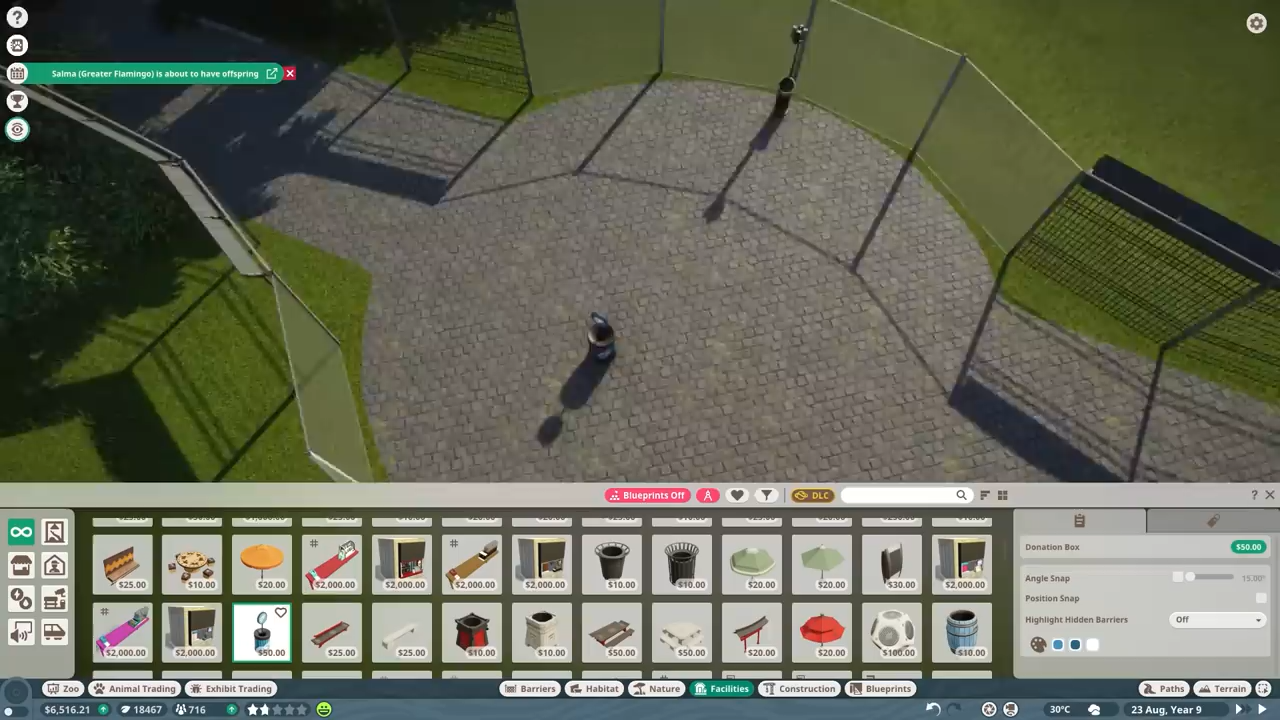 ?
Salma (Greater Flamingo) is about to have offspring
Blueprints Off
DLC
?
$25.00 $10.00 $20.00 $2,000.00 $2,000.00 $2,000.00 $2,000.00 $10.00 $10.00 $20.00 $20.00 $30.00 $2,000.00
$2,000.00 $2,000.00 $50.00 $25.00 $25.00 $10.00 $10.00 $50.00 $50.00 $25.00 $20.00 $100.00 $10.00
Donation Box $50.00
Angle Snap 15.00°
Position Snap
Highlight Hidden Barriers Off
Zoo Animal Trading Exhibit Trading Barriers Habitat Nature Facilities Construction Blueprints Paths Terrain
$6,516.21 18467 716 30°C 23 Aug, Year 9